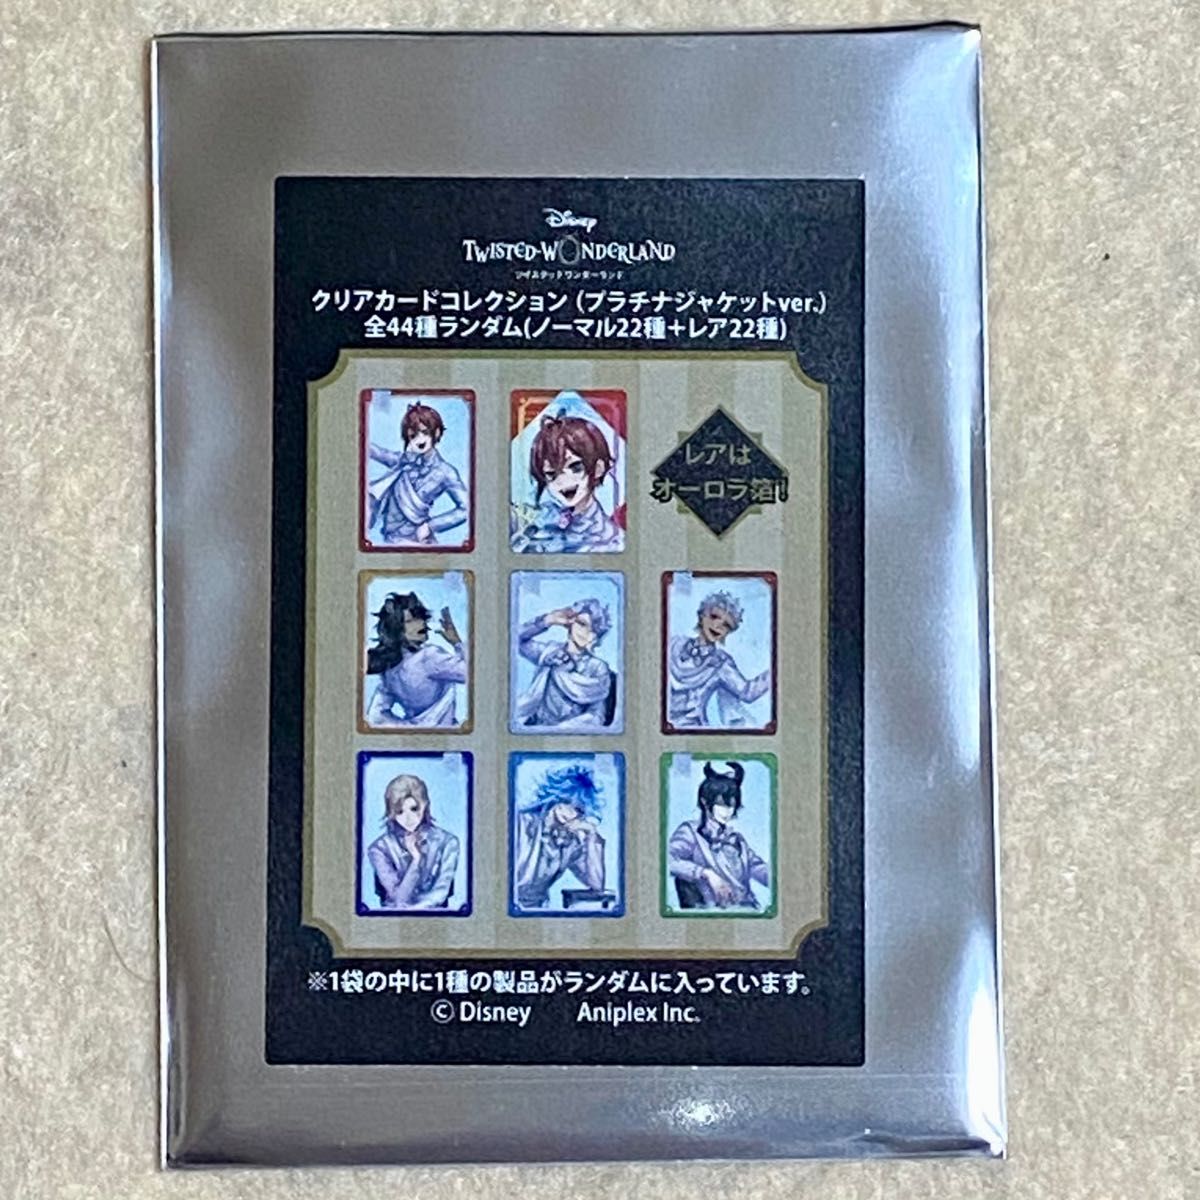 Disney
TWISTED-WONDERLAND
ツイステッドワンダーランド
クリアカードコレクション（プラチナジャケットver.）
全44種ランダム(ノーマル22種＋レア22種)
レアは
オーロラ箔！
※1袋の中に1種の製品がランダムに入っています。
© Disney Aniplex Inc.